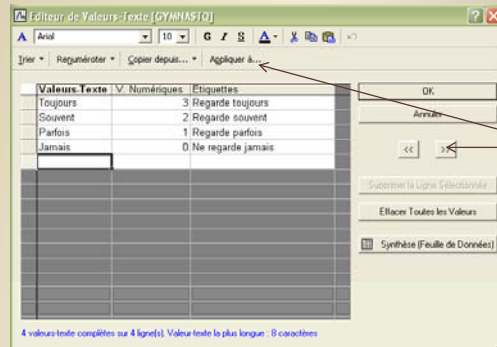 Editeur de Valeurs-Texte [GYMNASTQ]
A Arial 10 G I S A
Trier Renuméroter Copier depuis... Appliquer à...
Valeurs-Texte V. Numériques Etiquettes
Toujours 3 Regarde toujours
Souvent 2 Regarde souvent
Parfois 1 Regarde parfois
Jamais 0 Ne regarde jamais
OK
Annuler
<< >>
Supprimer la Ligne Sélectionnée
Effacer Toutes les Valeurs
Synthèse (Feuille de Données)
4 valeurs-texte complètes sur 4 ligne(s). Valeur-texte la plus longue : 8 caractères